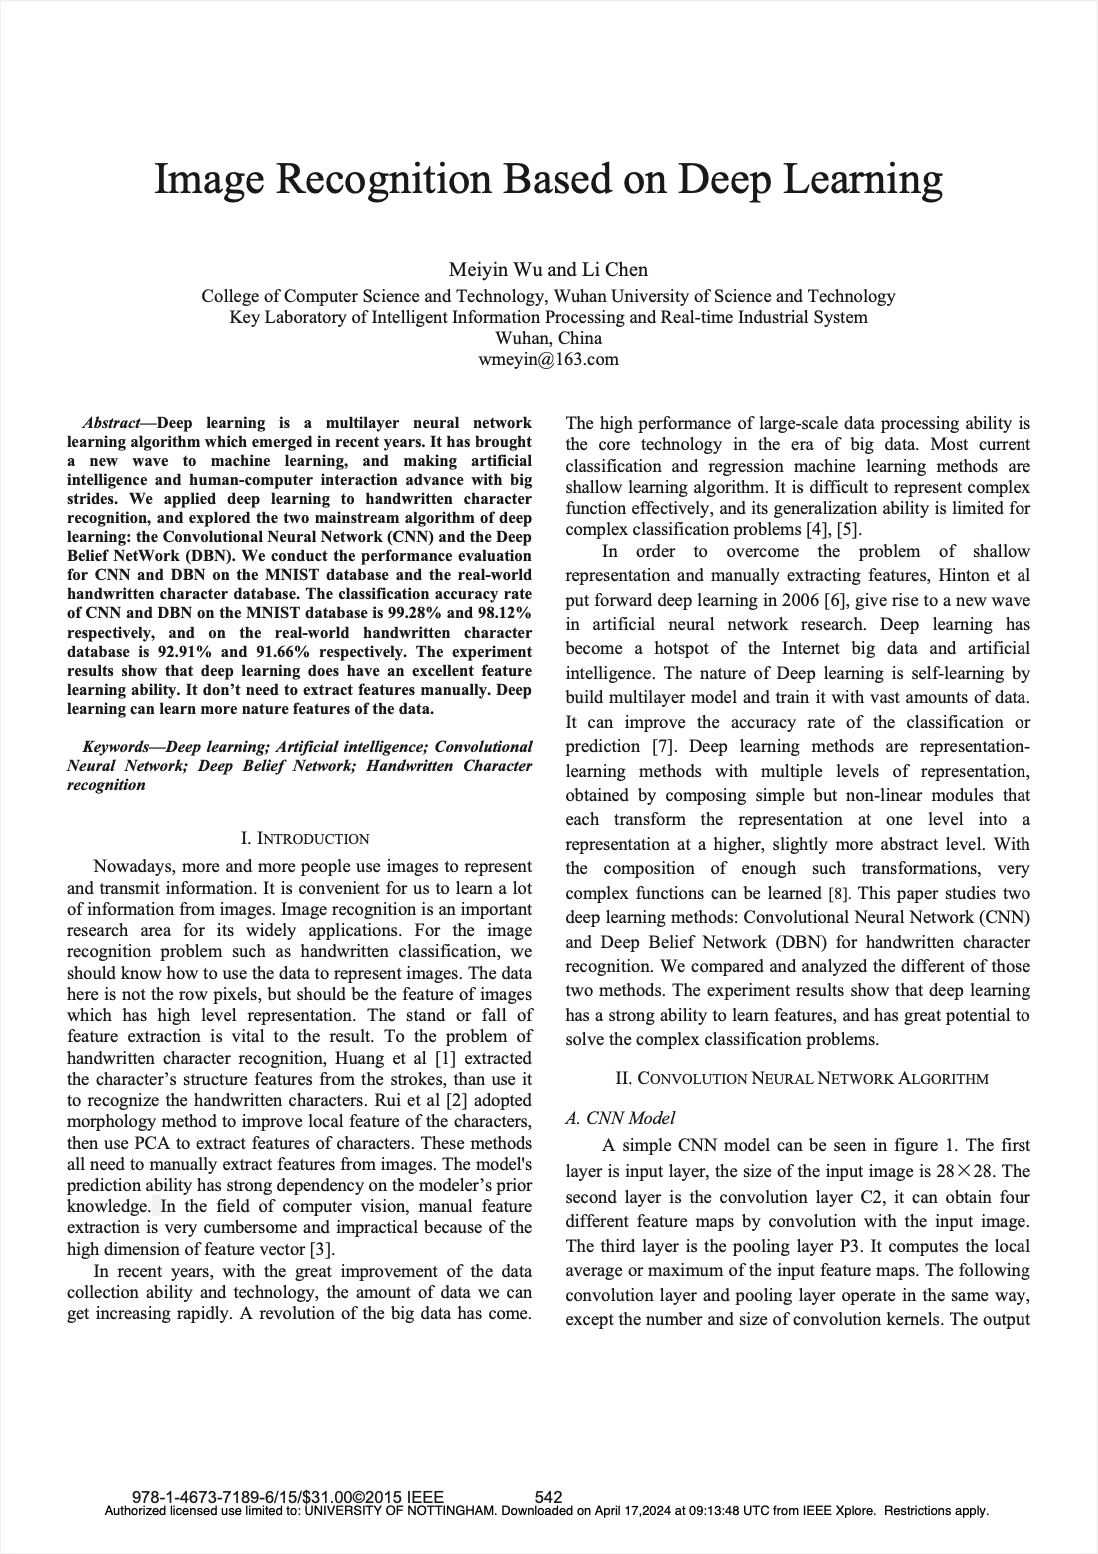 Image Recognition Based on Deep Learning
Meiyin Wu and Li Chen
College of Computer Science and Technology, Wuhan University of Science and Technology
Key Laboratory of Intelligent Information Processing and Real-time Industrial System
Wuhan, China
wmeyin@163.com
Abstract—Deep learning is a multilayer neural network
learning algorithm which emerged in recent years. It has brought
a new wave to machine learning, and making artificial
intelligence and human-computer interaction advance with big
strides. We applied deep learning to handwritten character
recognition, and explored the two mainstream algorithm of deep
learning: the Convolutional Neural Network (CNN) and the Deep
Belief NetWork (DBN). We conduct the performance evaluation
for CNN and DBN on the MNIST database and the real-world
handwritten character database. The classification accuracy rate
of CNN and DBN on the MNIST database is 99.28% and 98.12%
respectively, and on the real-world handwritten character
database is 92.91% and 91.66% respectively. The experiment
results show that deep learning does have an excellent feature
learning ability. It don’t need to extract features manually. Deep
learning can learn more nature features of the data.
Keywords—Deep learning; Artificial intelligence; Convolutional
Neural Network; Deep Belief Network; Handwritten Character
recognition
I. INTRODUCTION
Nowadays, more and more people use images to represent
and transmit information. It is convenient for us to learn a lot
of information from images. Image recognition is an important
research area for its widely applications. For the image
recognition problem such as handwritten classification, we
should know how to use the data to represent images. The data
here is not the row pixels, but should be the feature of images
which has high level representation. The stand or fall of
feature extraction is vital to the result. To the problem of
handwritten character recognition, Huang et al [1] extracted
the character’s structure features from the strokes, than use it
to recognize the handwritten characters. Rui et al [2] adopted
morphology method to improve local feature of the characters,
then use PCA to extract features of characters. These methods
all need to manually extract features from images. The model's
prediction ability has strong dependency on the modeler’s prior
knowledge. In the field of computer vision, manual feature
extraction is very cumbersome and impractical because of the
high dimension of feature vector [3].
In recent years, with the great improvement of the data
collection ability and technology, the amount of data we can
get increasing rapidly. A revolution of the big data has come.
The high performance of large-scale data processing ability is
the core technology in the era of big data. Most current
classification and regression machine learning methods are
shallow learning algorithm. It is difficult to represent complex
function effectively, and its generalization ability is limited for
complex classification problems [4], [5].
In order to overcome the problem of shallow
representation and manually extracting features, Hinton et al
put forward deep learning in 2006 [6], give rise to a new wave
in artificial neural network research. Deep learning has
become a hotspot of the Internet big data and artificial
intelligence. The nature of Deep learning is self-learning by
build multilayer model and train it with vast amounts of data.
It can improve the accuracy rate of the classification or
prediction [7]. Deep learning methods are representation-
learning methods with multiple levels of representation,
obtained by composing simple but non-linear modules that
each transform the representation at one level into a
representation at a higher, slightly more abstract level. With
the composition of enough such transformations, very
complex functions can be learned [8]. This paper studies two
deep learning methods: Convolutional Neural Network (CNN)
and Deep Belief Network (DBN) for handwritten character
recognition. We compared and analyzed the different of those
two methods. The experiment results show that deep learning
has a strong ability to learn features, and has great potential to
solve the complex classification problems.
II. CONVOLUTION NEURAL NETWORK ALGORITHM
A. CNN Model
A simple CNN model can be seen in figure 1. The first
layer is input layer, the size of the input image is 28×28. The
second layer is the convolution layer C2, it can obtain four
different feature maps by convolution with the input image.
The third layer is the pooling layer P3. It computes the local
average or maximum of the input feature maps. The following
convolution layer and pooling layer operate in the same way,
except the number and size of convolution kernels. The output
978-1-4673-7189-6/15/$31.00©2015 IEEE 542
Authorized licensed use limited to: UNIVERSITY OF NOTTINGHAM. Downloaded on April 17,2024 at 09:13:48 UTC from IEEE Xplore. Restrictions apply.